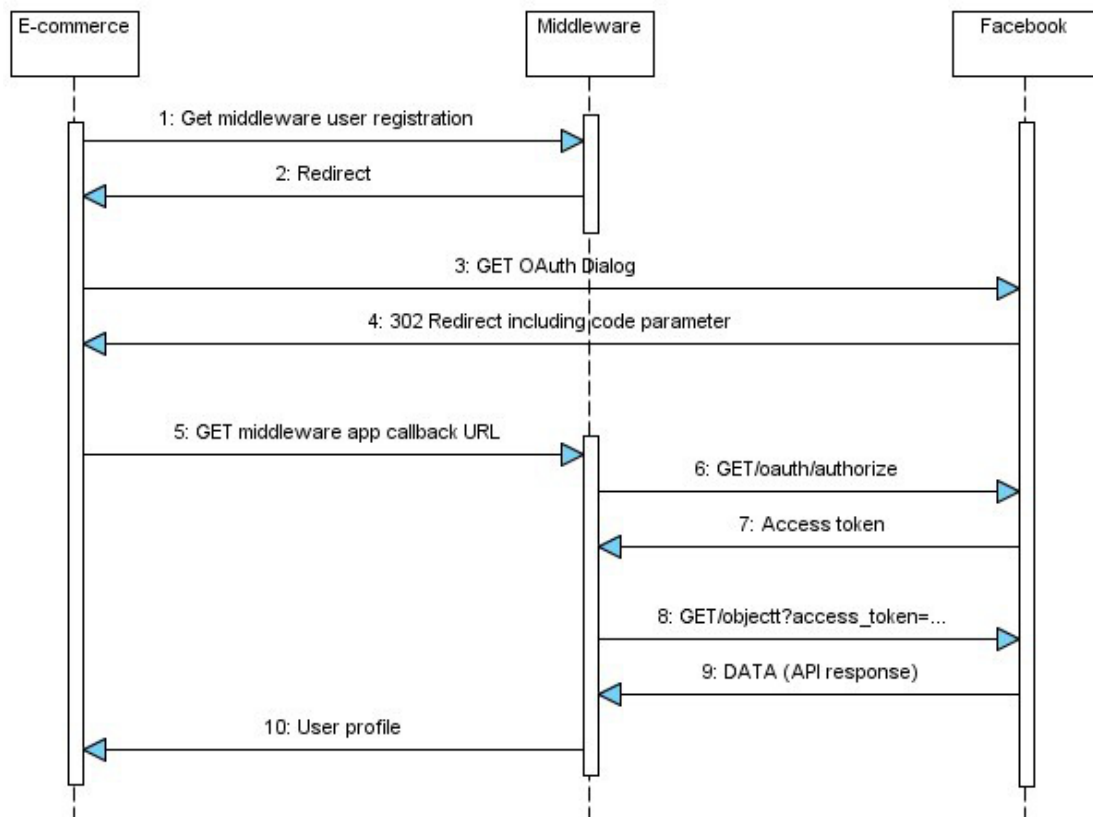 E-commerce
Middleware
Facebook
1: Get middleware user registration
2: Redirect
3: GET OAuth Dialog
4: 302 Redirect including code parameter
5: GET middleware app callback URL
6: GET/oauth/authorize
7: Access token
8: GET/objectt?access_token=...
9: DATA (API response)
10: User profile